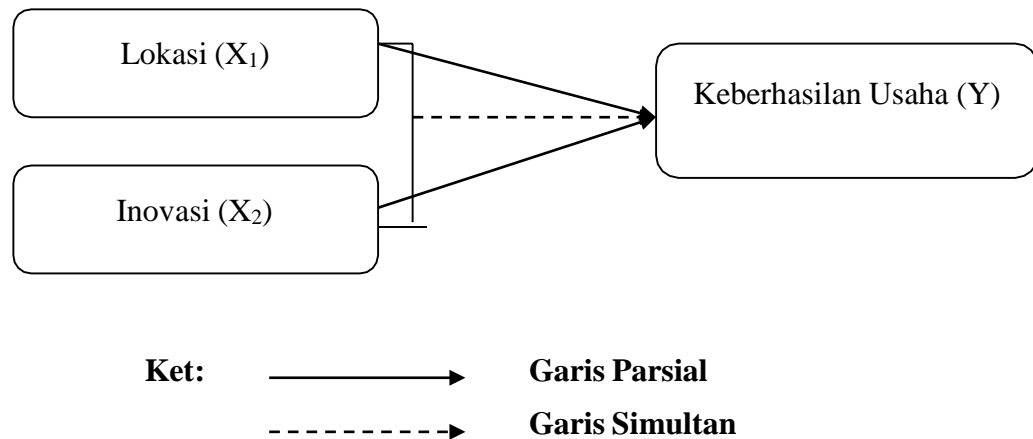 Lokasi (X₁)
Keberhasilan Usaha (Y)
Inovasi (X₂)
Ket: Garis Parsial
Garis Simultan